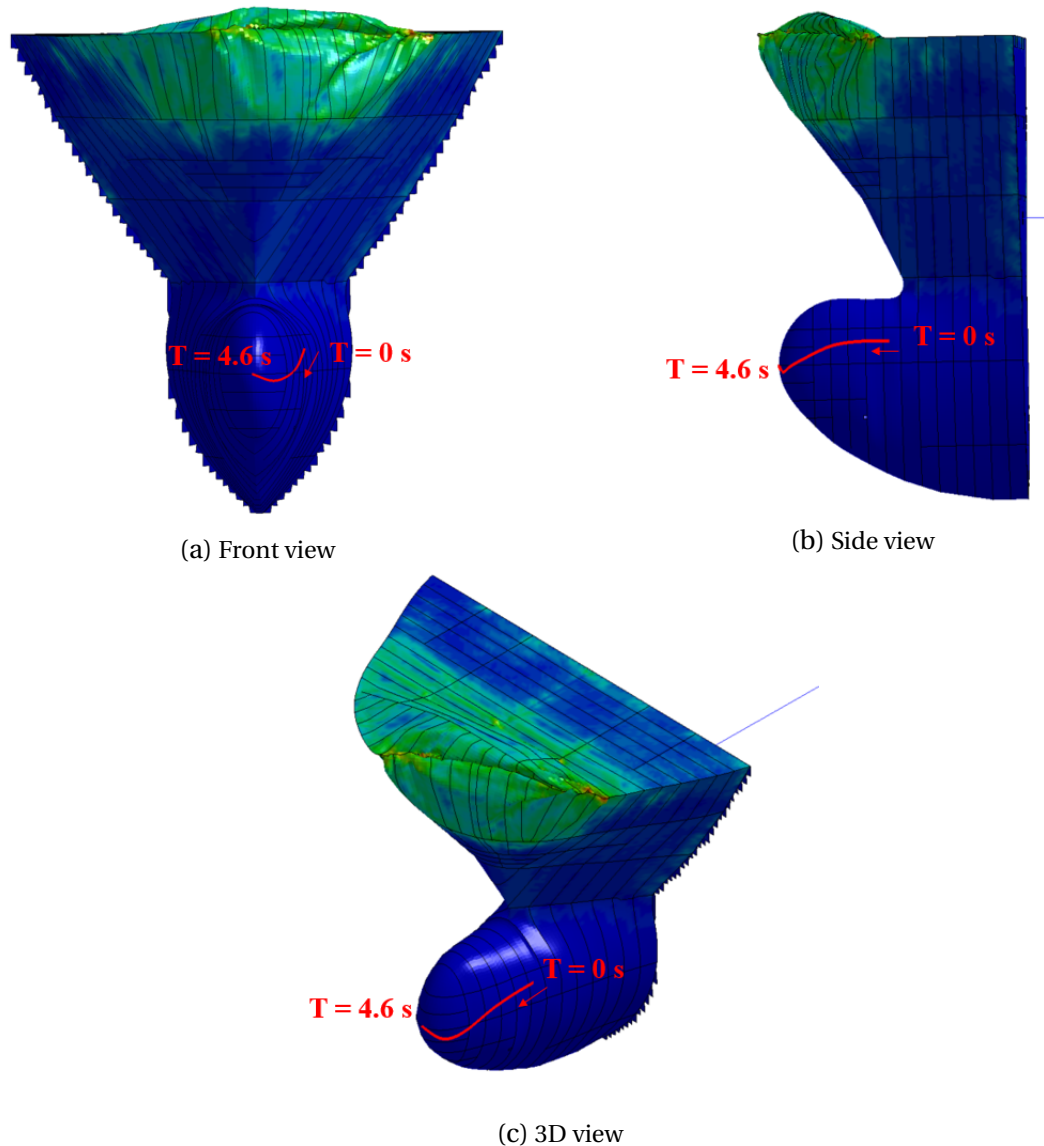 T = 4.6 s
T = 0 s
(a) Front view
T = 0 s
T = 4.6 s
(b) Side view
T = 0 s
T = 4.6 s
(c) 3D view